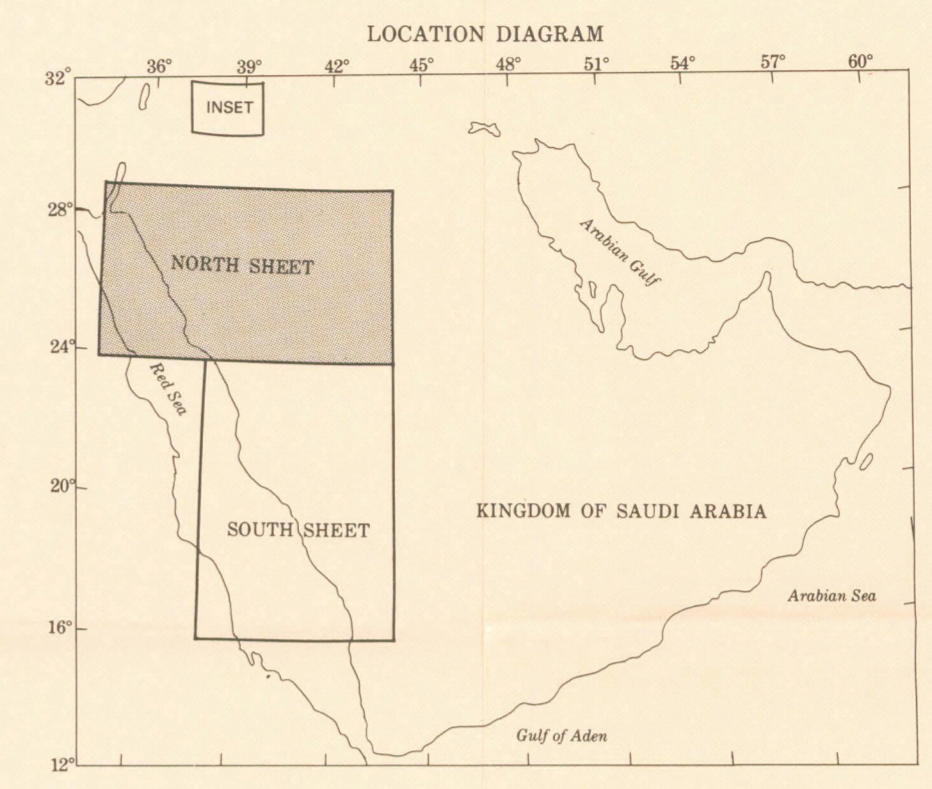 LOCATION DIAGRAM
32° 36° 39° 42° 45° 48° 51° 54° 57° 60°
INSET
28°
Arabian Gulf
NORTH SHEET
24°
Red Sea
20°
KINGDOM OF SAUDI ARABIA
SOUTH SHEET
Arabian Sea
16°
Gulf of Aden
12°